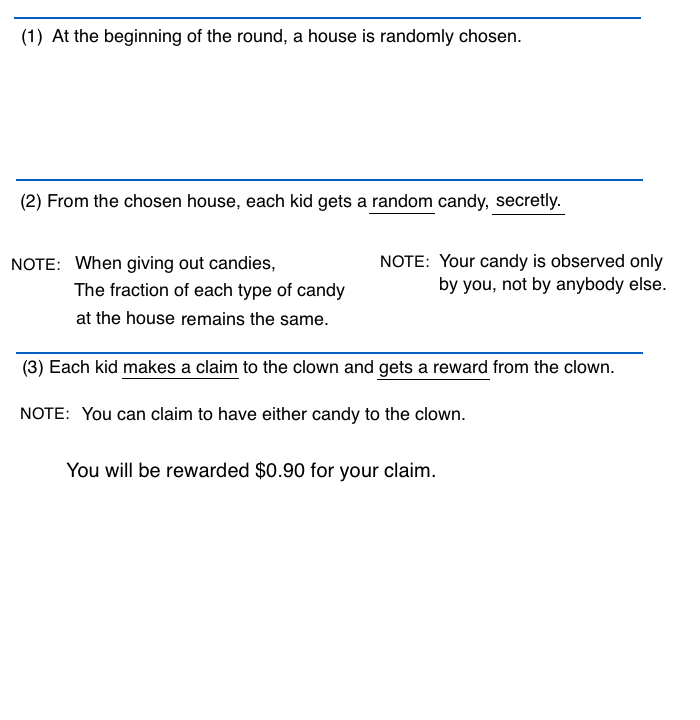 (1) At the beginning of the round, a house is randomly chosen.
(2) From the chosen house, each kid gets a random candy, secretly.
NOTE: When giving out candies,
The fraction of each type of candy
at the house remains the same.
NOTE: Your candy is observed only
by you, not by anybody else.
(3) Each kid makes a claim to the clown and gets a reward from the clown.
NOTE: You can claim to have either candy to the clown.
You will be rewarded $0.90 for your claim.